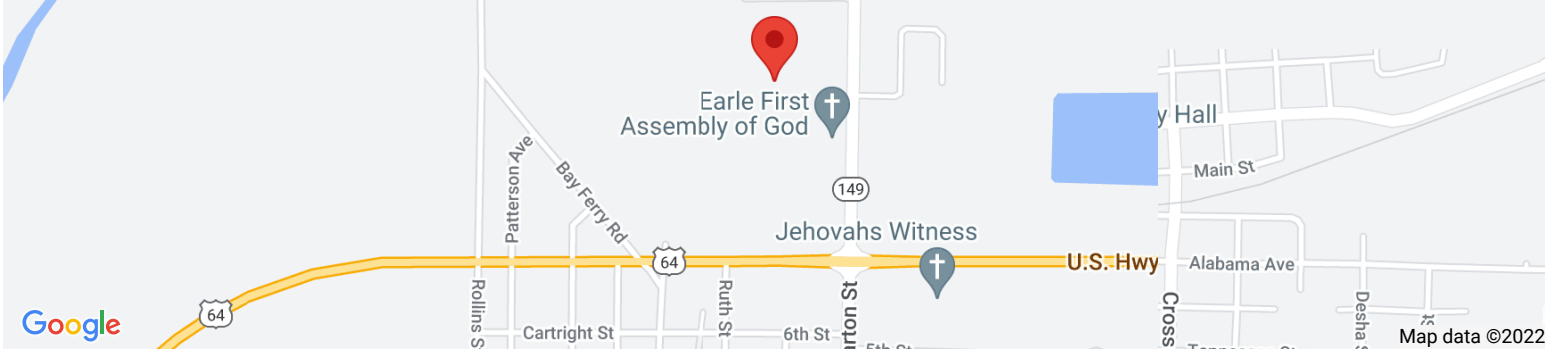 Earle First
Assembly of God
y Hall
Main St
Patterson Ave
Bay Ferry Rd
149
Jehovahs Witness
64
U.S. Hwy
Alabama Ave
Rollins S
Ruth St
arton St
Cross
Desha S
64
Google
Cartright St
6th St
Map data ©2022